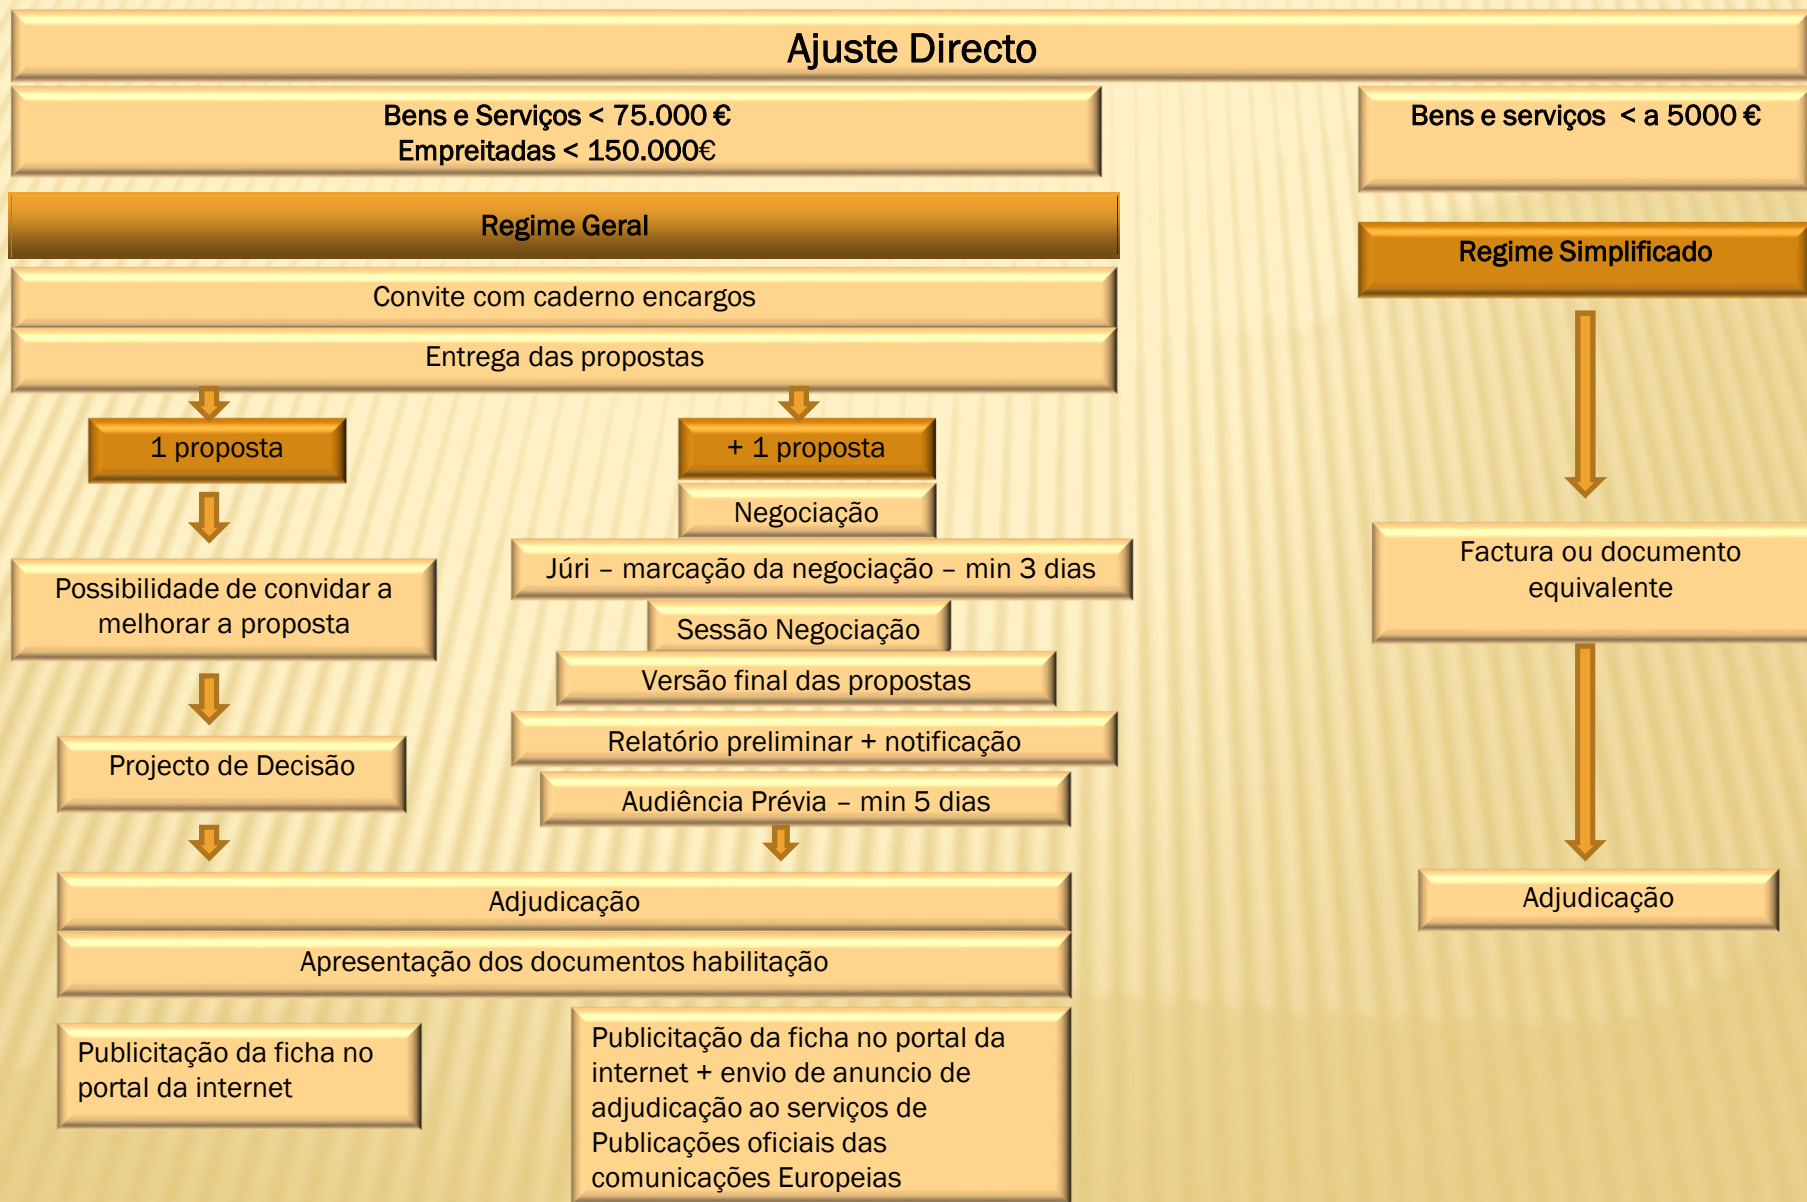 Ajuste Directo
Bens e Serviços < 75.000 €
Empreitadas < 150.000€
Bens e serviços < a 5000 €
Regime Geral
Regime Simplificado
Convite com caderno encargos
Entrega das propostas
1 proposta
+ 1 proposta
Negociação
Júri – marcação da negociação – min 3 dias
Possibilidade de convidar a
melhorar a proposta
Sessão Negociação
Versão final das propostas
Relatório preliminar + notificação
Projecto de Decisão
Audiência Prévia – min 5 dias
Factura ou documento
equivalente
Adjudicação
Adjudicação
Apresentação dos documentos habilitação
Publicitação da ficha no
portal da internet
Publicitação da ficha no portal da
internet + envio de anuncio de
adjudicação ao serviços de
Publicações oficiais das
comunicações Europeias